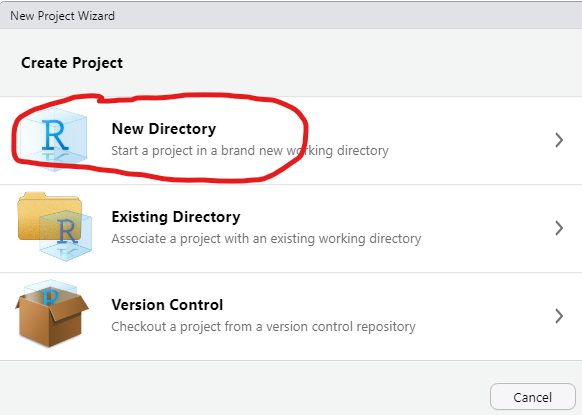 New Project Wizard
Create Project
R
New Directory
Start a project in a brand new working directory
R
Existing Directory
Associate a project with an existing working directory
R
Version Control
Checkout a project from a version control repository
Cancel